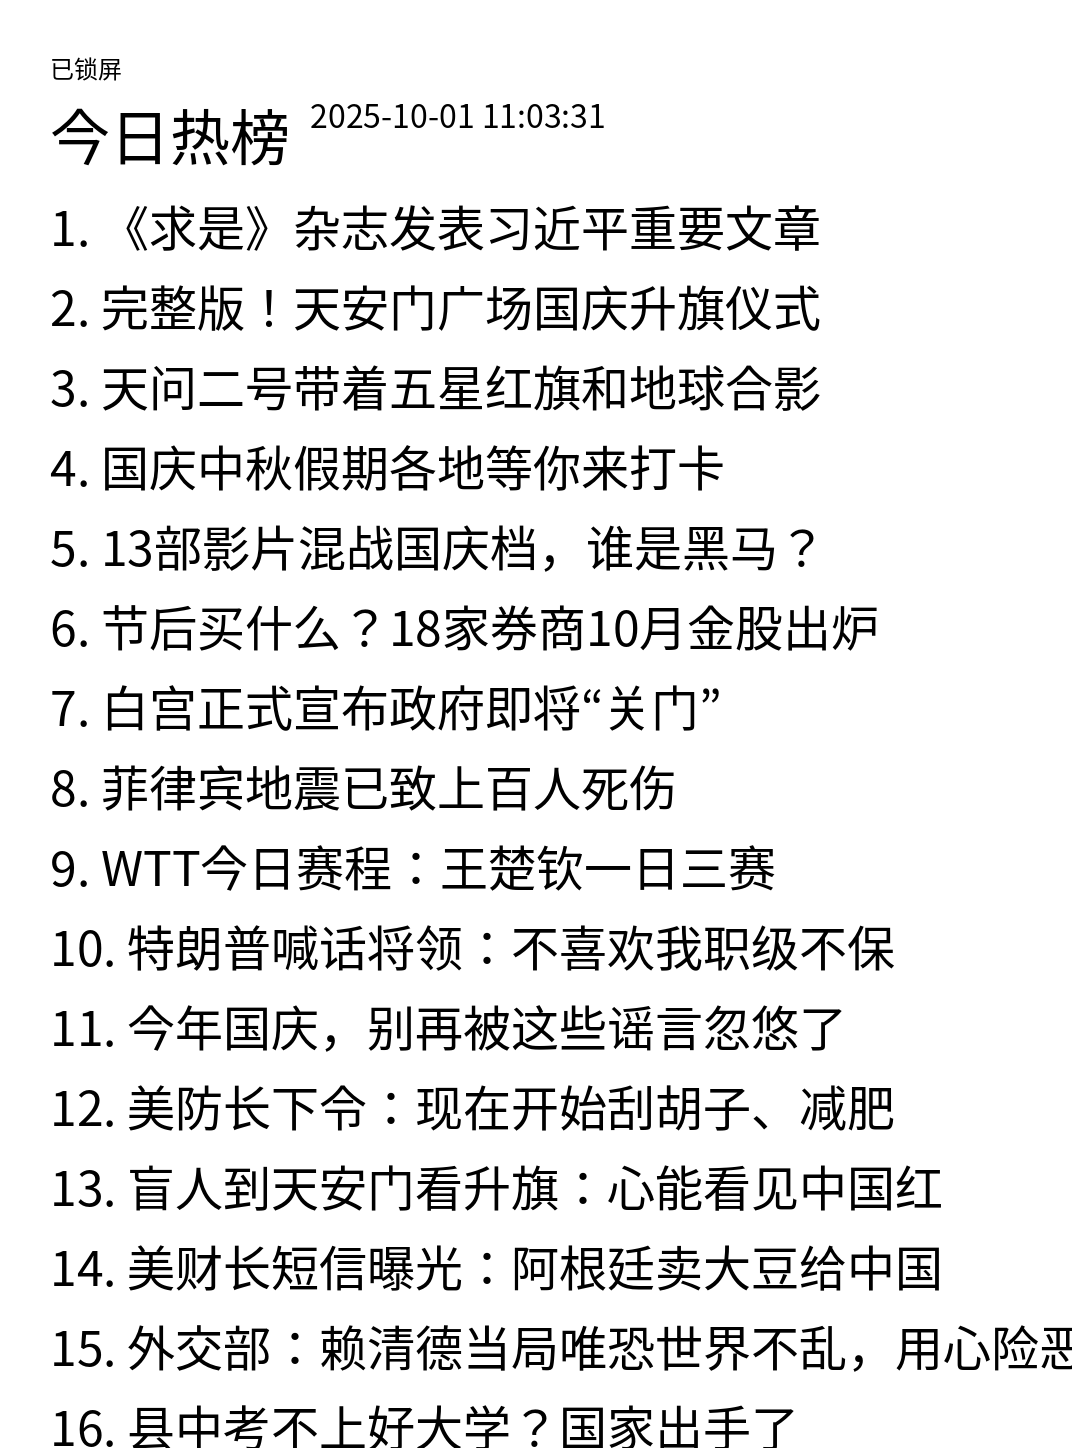 已锁屏
今日热榜 2025-10-01 11:03:31
1. 《求是》杂志发表习近平重要文章
2. 完整版！天安门广场国庆升旗仪式
3. 天问二号带着五星红旗和地球合影
4. 国庆中秋假期各地等你来打卡
5. 13部影片混战国庆档，谁是黑马？
6. 节后买什么？18家券商10月金股出炉
7. 白宫正式宣布政府即将“关门”
8. 菲律宾地震已致上百人死伤
9. WTT今日赛程：王楚钦一日三赛
10. 特朗普喊话将领：不喜欢我职级不保
11. 今年国庆，别再被这些谣言忽悠了
12. 美防长下令：现在开始刮胡子、减肥
13. 盲人到天安门看升旗：心能看见中国红
14. 美财长短信曝光：阿根廷卖大豆给中国
15. 外交部：赖清德当局唯恐世界不乱，用心险恶
16. 县中考不上好大学？国家出手了